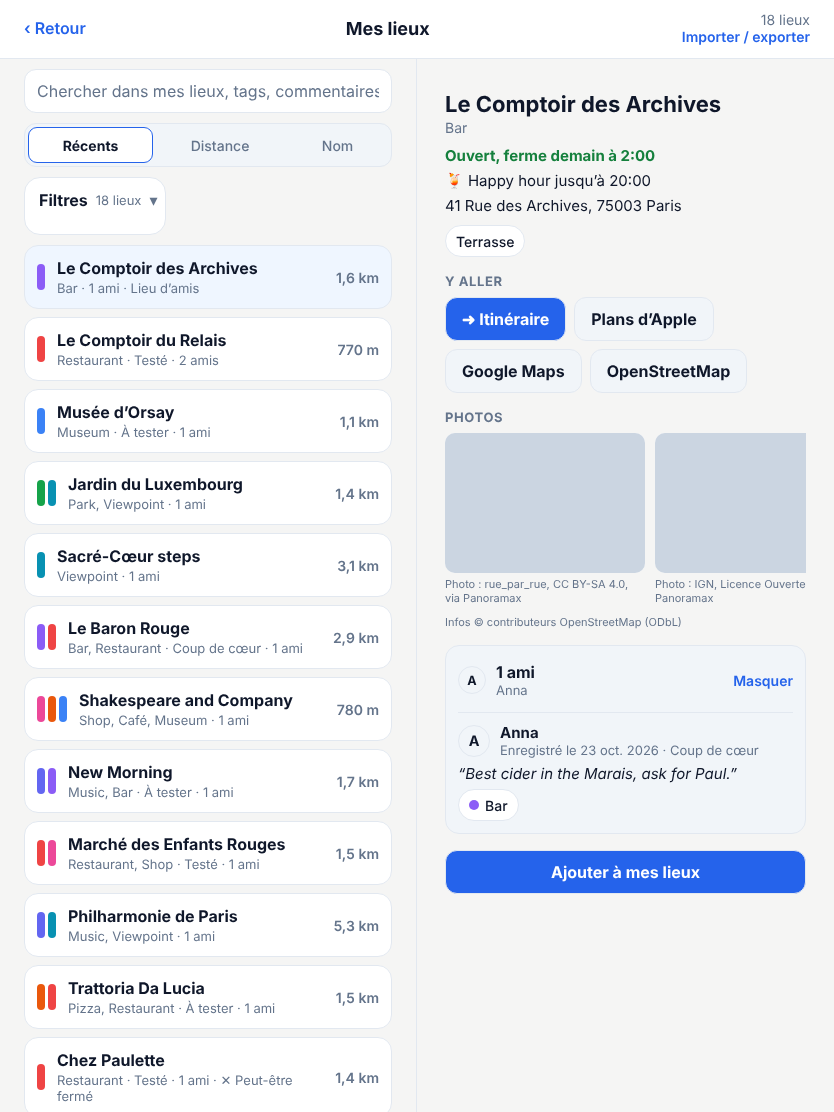 ‹ Retour
Mes lieux
18 lieux
Importer / exporter
Chercher dans mes lieux, tags, commentaires
Récents
Distance
Nom
Filtres 18 lieux ▼
Le Comptoir des Archives
Bar · 1 ami · Lieu d’amis
1,6 km
Le Comptoir du Relais
Restaurant · Testé · 2 amis
770 m
Musée d’Orsay
Museum · À tester · 1 ami
1,1 km
Jardin du Luxembourg
Park, Viewpoint · 1 ami
1,4 km
Sacré-Cœur steps
Viewpoint · 1 ami
3,1 km
Le Baron Rouge
Bar, Restaurant · Coup de cœur · 1 ami
2,9 km
Shakespeare and Company
Shop, Café, Museum · 1 ami
780 m
New Morning
Music, Bar · À tester · 1 ami
1,7 km
Marché des Enfants Rouges
Restaurant, Shop · Testé · 1 ami
1,5 km
Philharmonie de Paris
Music, Viewpoint · 1 ami
5,3 km
Trattoria Da Lucia
Pizza, Restaurant · À tester · 1 ami
1,5 km
Chez Paulette
Restaurant · Testé · 1 ami · ✕ Peut-être
fermé
1,4 km
Le Comptoir des Archives
Bar
Ouvert, ferme demain à 2:00
🍹 Happy hour jusqu’à 20:00
41 Rue des Archives, 75003 Paris
Terrasse
Y ALLER
➜ Itinéraire
Plans d’Apple
Google Maps
OpenStreetMap
PHOTOS
Photo : rue_par_rue, CC BY-SA 4.0,
via Panoramax
Photo : IGN, Licence Ouverte
Panoramax
Infos © contributeurs OpenStreetMap (ODbL)
A
1 ami
Anna
Masquer
A
Anna
Enregistré le 23 oct. 2026 · Coup de cœur
“Best cider in the Marais, ask for Paul.”
Bar
Ajouter à mes lieux